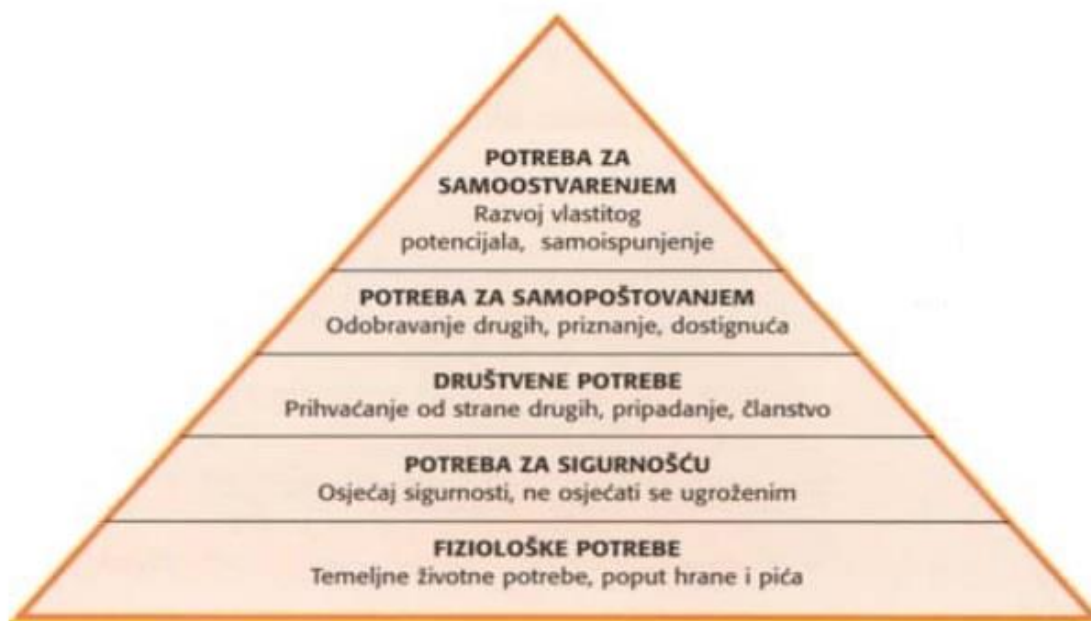 POTREBA ZA
SAMOOSTVARENJEM
Razvoj vlastitog
potencijala, samoispunjenje
POTREBA ZA SAMOPOŠTOVANJEM
Odobravanje drugih, priznanje, dostignuća
DRUŠTVENE POTREBE
Prihvaćanje od strane drugih, pripadanje, članstvo
POTREBA ZA SIGURNOŠĆU
Osjećaj sigurnosti, ne osjećati se ugroženim
FIZIOLOŠKE POTREBE
Temeljne životne potrebe, poput hrane i pića